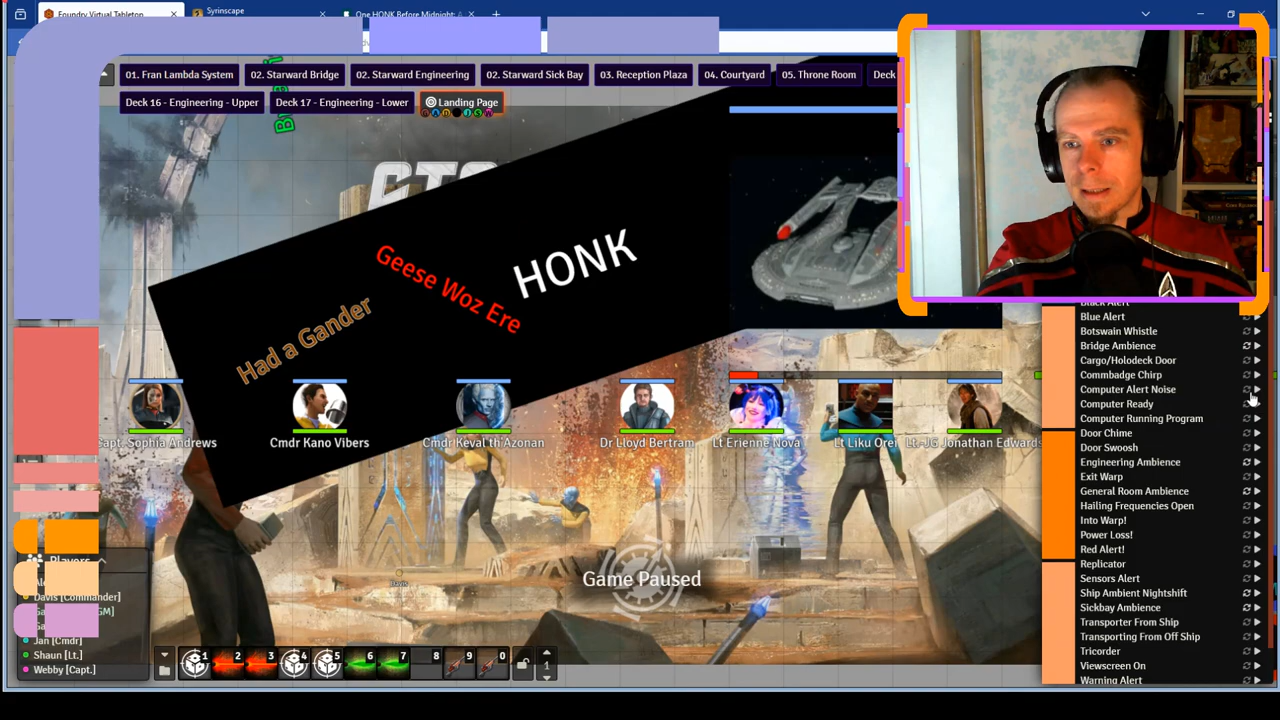 Foundry Virtual Tabletop
Syrinscape
One HONK Before Midnight:
01. Fran Lambda System
02. Starward Bridge
02. Starward Engineering
02. Starward Sick Bay
03. Reception Plaza
04. Courtyard
05. Throne Room
Deck
Deck 16 - Engineering - Upper
Deck 17 - Engineering - Lower
Landing Page
Had a Gander
Geese Woz Ere
HONK
Capt. Sophia Andrews
Cmdr Kano Vibers
Cmdr Keval th'Azonan
Dr Lloyd Bertram
Lt Erienne Nova
Lt Liku Oren
Lt.-JG Jonathan Edwards
Davis
Game Paused
Players
Davis [Commander]
GM]
Jan [Cmdr]
Shaun [Lt.]
Webby [Capt.]
1 2 3 4 5 6 7 8 9 0
1
Black Alert
Blue Alert
Botswain Whistle
Bridge Ambience
Cargo/Holodeck Door
Commbadge Chirp
Computer Alert Noise
Computer Ready
Computer Running Program
Door Chime
Door Swoosh
Engineering Ambience
Exit Warp
General Room Ambience
Hailing Frequencies Open
Into Warp!
Power Loss!
Red Alert!
Replicator
Sensors Alert
Ship Ambient Nightshift
Sickbay Ambience
Transporter From Ship
Transporting From Off Ship
Tricorder
Viewscreen On
Warning Alert